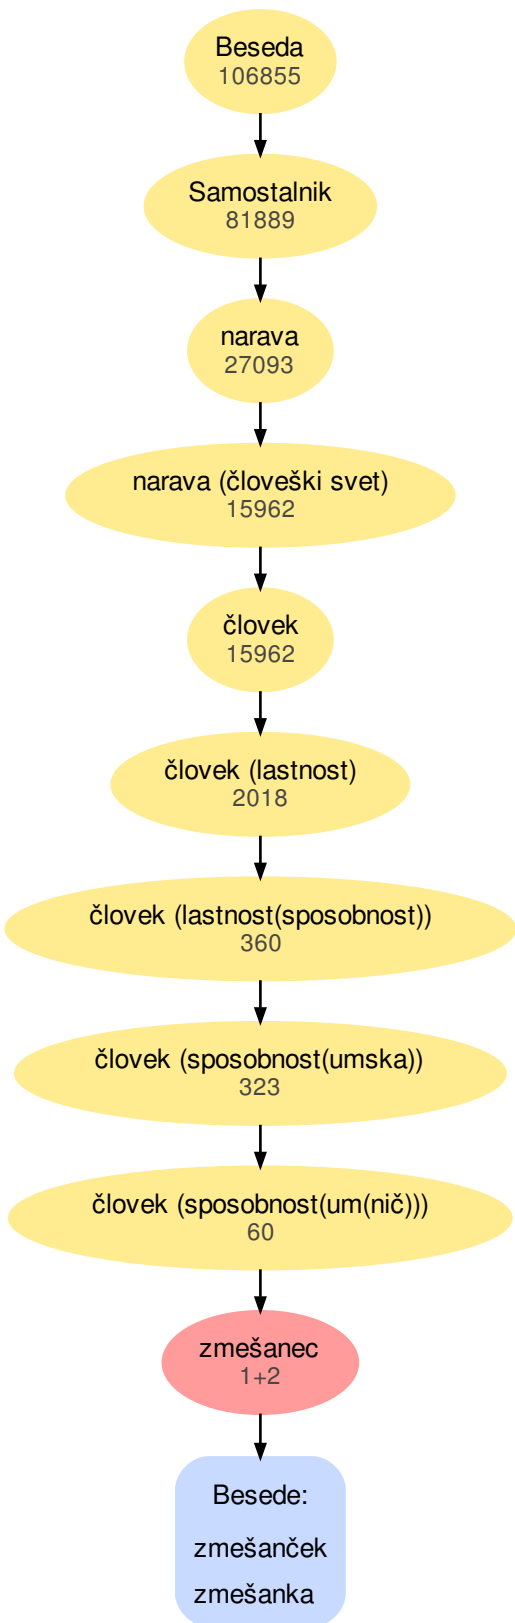 Beseda
106855
Samostalnik
81889
narava
27093
narava (človeški svet)
15962
človek
15962
človek (lastnost)
2018
človek (lastnost(sposobnost))
360
človek (sposobnost(umska))
323
človek (sposobnost(um(nič)))
60
zmešanec
1+2
Besede:
zmešanček
zmešanka